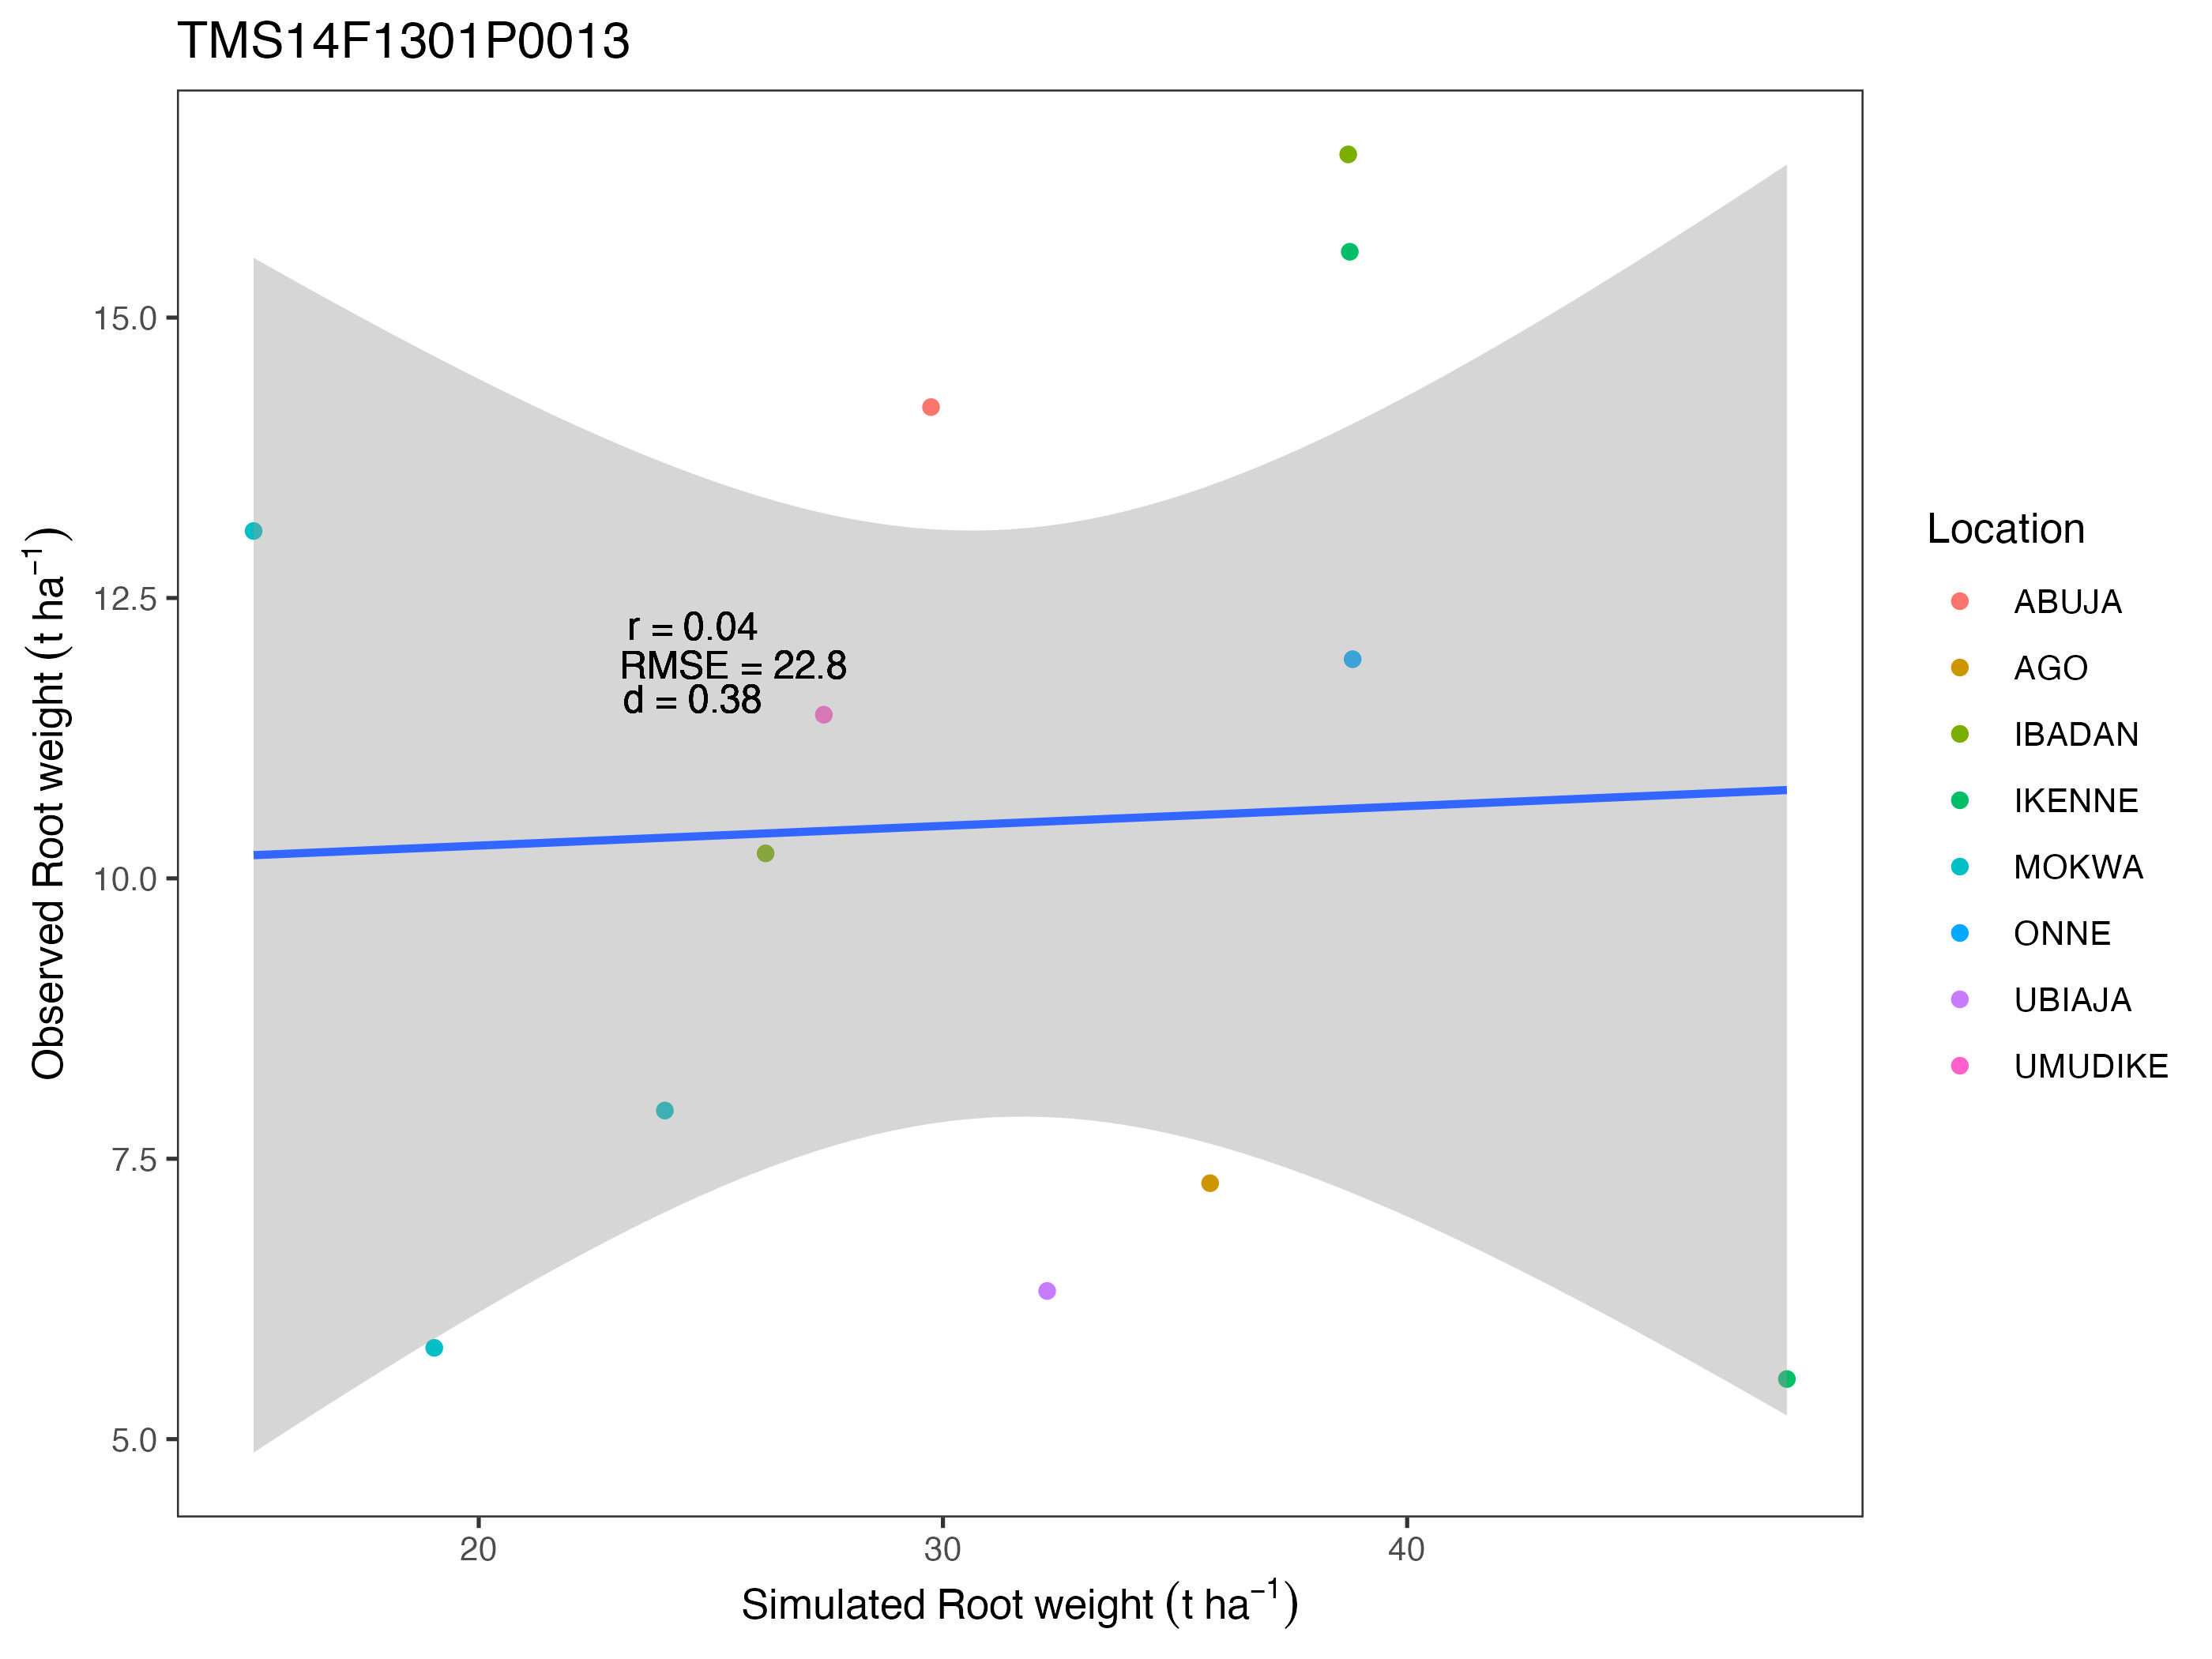 TMS14F1301P0013
Observed Root weight (t ha⁻¹)
15.0
12.5
10.0
7.5
5.0
r = 0.04
RMSE = 22.8
d = 0.38
20
30
40
Simulated Root weight (t ha⁻¹)
Location
ABUJA
AGO
IBADAN
IKENNE
MOKWA
ONNE
UBIAJA
UMUDIKE